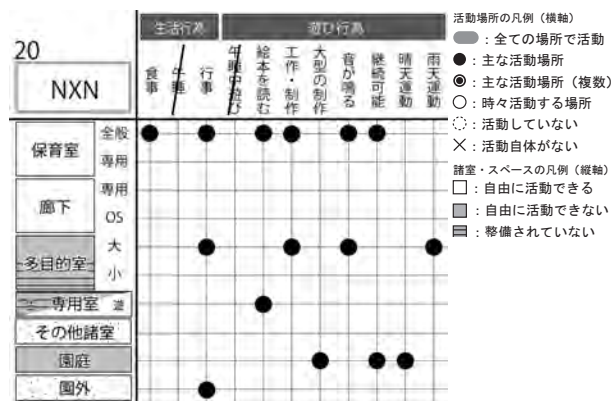 20
NXN
生活行為
遊び行為
食事
午睡
行事
午睡中遊び
絵本を読む
工作・制作
大型の制作
音が鳴る
継続可能
晴天運動
雨天運動
保育室
全般
専用
廊下
専用
OS
多目的室
大
小
専用室 遊
その他諸室
園庭
園外
活動場所の凡例（横軸）
：全ての場所で活動
：主な活動場所
：主な活動場所（複数）
：時々活動する場所
：活動していない
：活動自体がない
諸室・スペースの凡例（縦軸）
：自由に活動できる
：自由に活動できない
：整備されていない